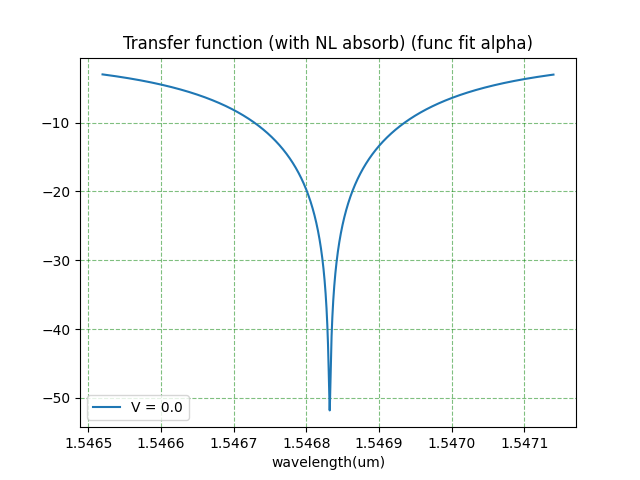 Transfer function (with NL absorb) (func fit alpha)
−10
−20
−30
−40
−50
V = 0.0
1.5465 1.5466 1.5467 1.5468 1.5469 1.5470 1.5471
wavelength(um)